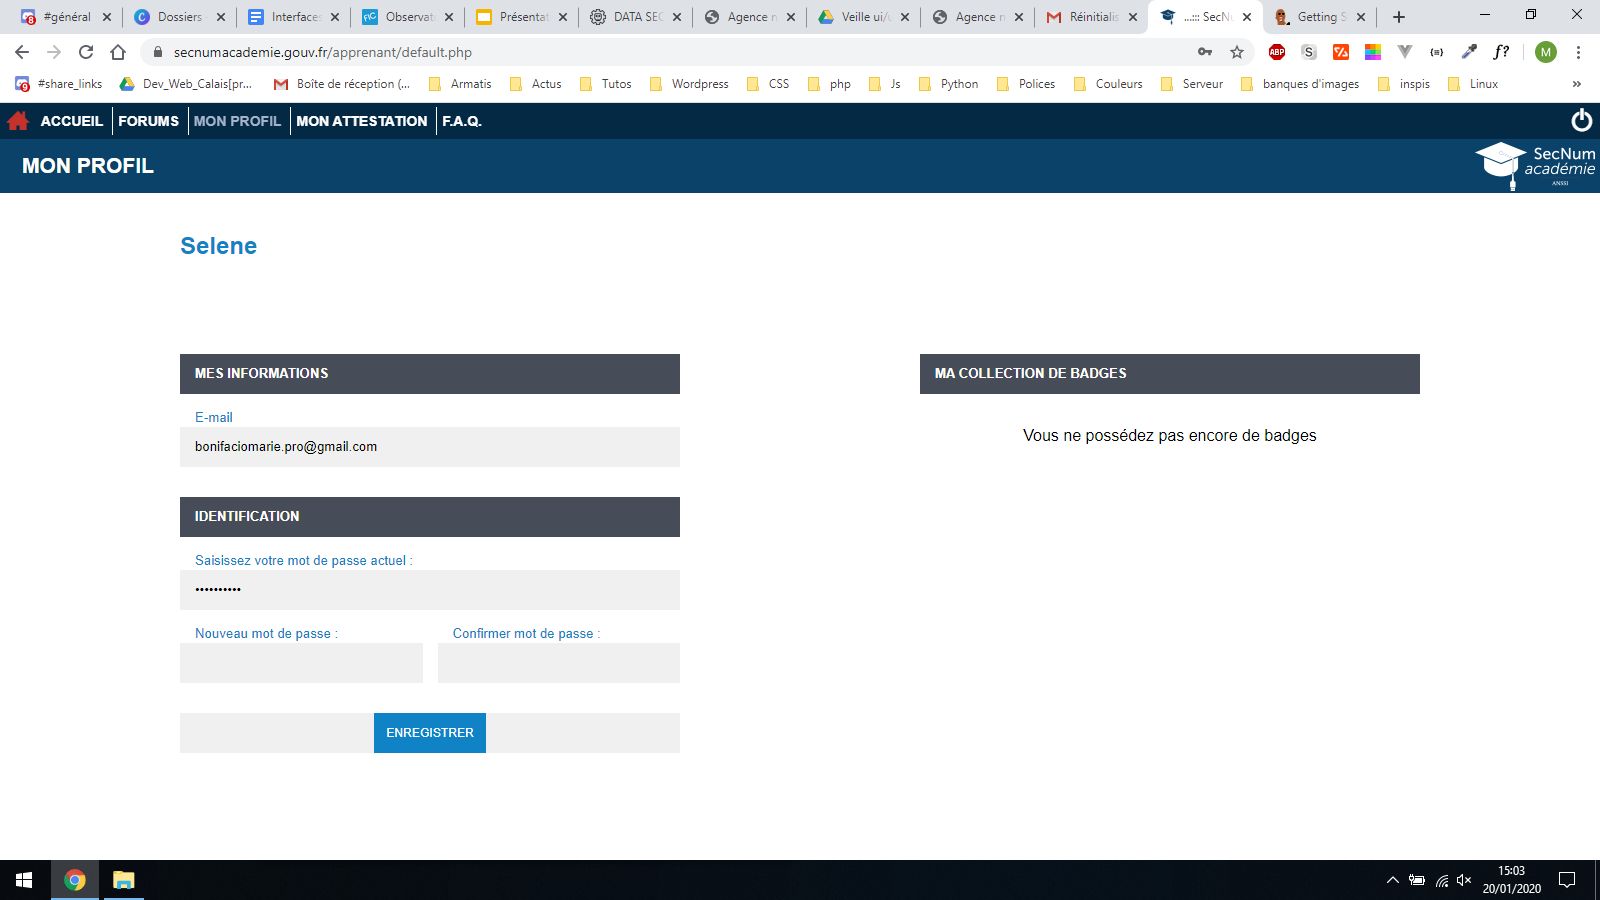 #général
Dossiers
Interfaces
Observat
Présentat
DATA SEC
Agence n
Veille ui/
Agence n
Réinitialis
...::: SecNu
Getting S
secnumacademie.gouv.fr/apprenant/default.php
#share_links
Dev_Web_Calais[pr...
Boîte de réception (...
Armatis
Actus
Tutos
Wordpress
CSS
php
Js
Python
Polices
Couleurs
Serveur
banques d'images
inspis
Linux
»
ACCUEIL
FORUMS
MON PROFIL
MON ATTESTATION
F.A.Q.
MON PROFIL
SecNum
académie
ANSSI
Selene
MES INFORMATIONS
E-mail
bonifaciomarie.pro@gmail.com
IDENTIFICATION
Saisissez votre mot de passe actuel :
••••••••••
Nouveau mot de passe :
Confirmer mot de passe :
ENREGISTRER
MA COLLECTION DE BADGES
Vous ne possédez pas encore de badges
15:03
20/01/2020